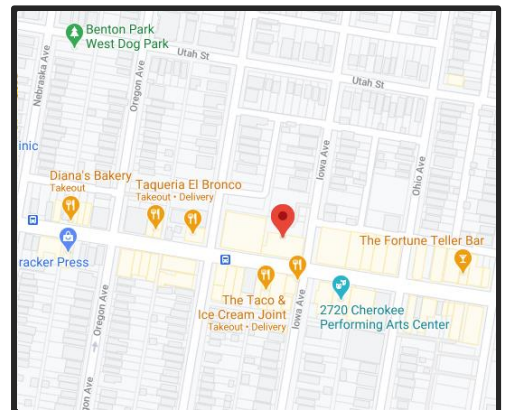 Benton Park
West Dog Park
Utah St
Utah St
Nebraska Ave
Oregon Ave
Iowa Ave
Ohio Ave
inic
Diana's Bakery
Takeout
Taqueria El Bronco
Takeout • Delivery
The Fortune Teller Bar
racker Press
The Taco &
Ice Cream Joint
Takeout • Delivery
Iowa Ave
2720 Cherokee
Performing Arts Center
Oregon Ave
gon Ave